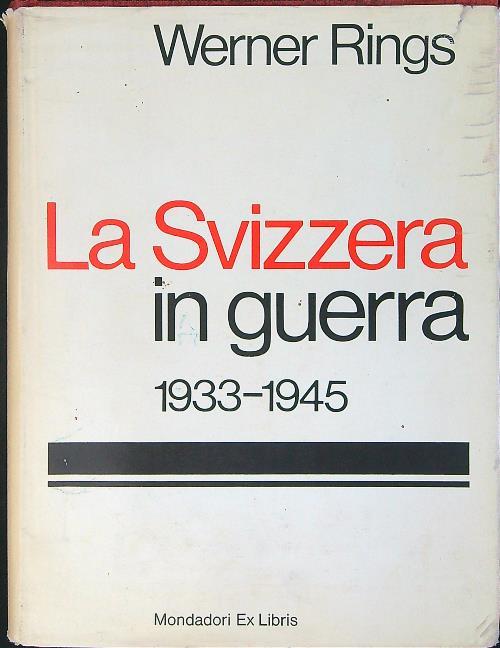 Werner Rings
La Svizzera
in guerra
1933–1945
Mondadori Ex Libris